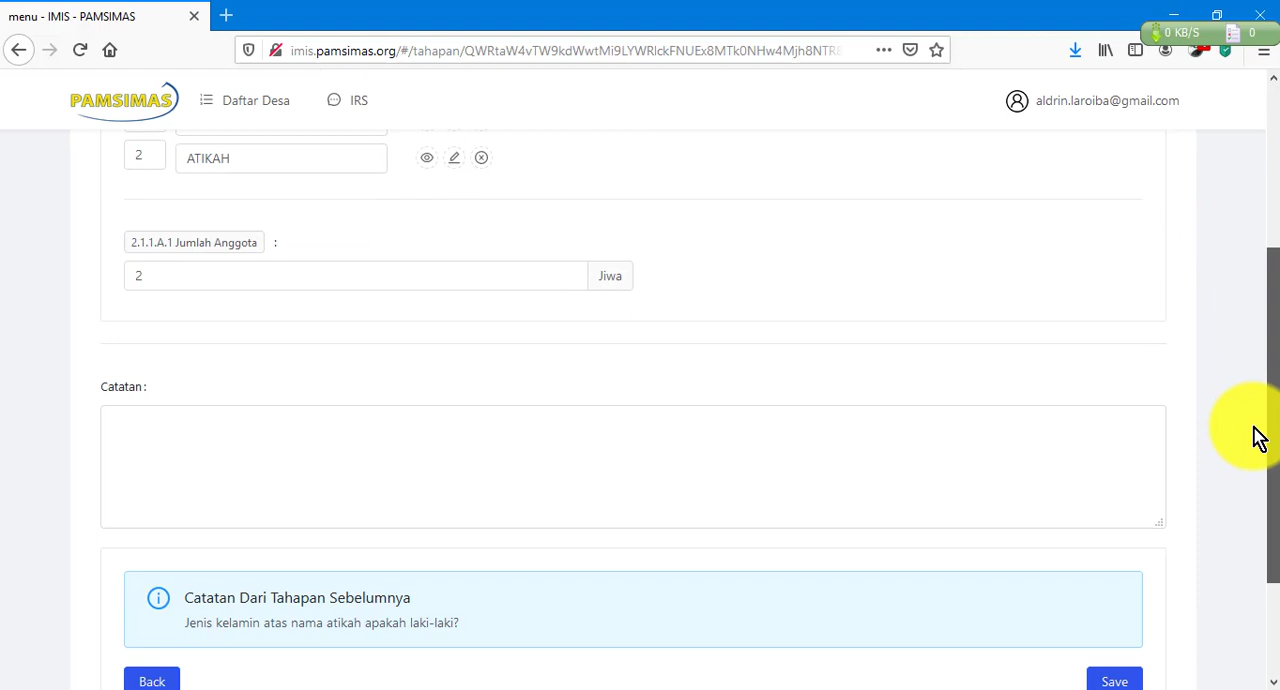 menu - IMIS - PAMSIMAS
0 KB/S 0
imis.pamsimas.org/#/tahapan/
PAMSIMAS Daftar Desa IRS aldrin.laroiba@gmail.com
2 ATIKAH
2.1.1.A.1 Jumlah Anggota :
2 Jiwa
Catatan :
Catatan Dari Tahapan Sebelumnya
Jenis kelamin atas nama atikah apakah laki-laki?
Back Save